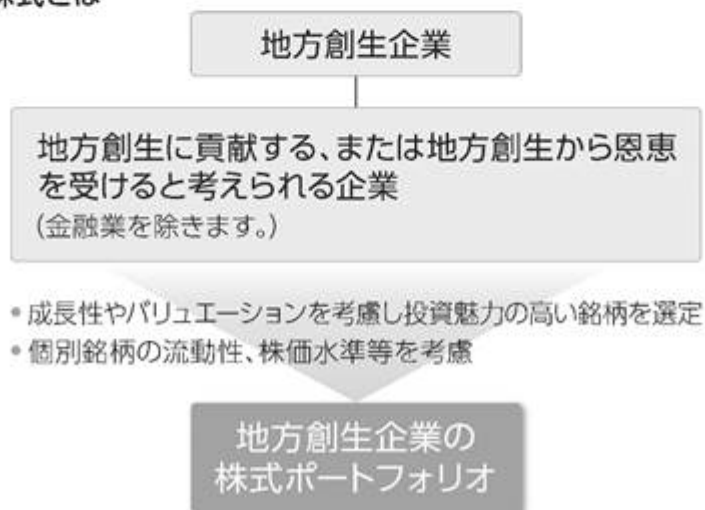 株式とは
地方創生企業
地方創生に貢献する、または地方創生から恩恵
を受けると考えられる企業
(金融業を除きます。)
• 成長性やバリュエーションを考慮し投資魅力の高い銘柄を選定
• 個別銘柄の流動性、株価水準等を考慮
地方創生企業の
株式ポートフォリオ